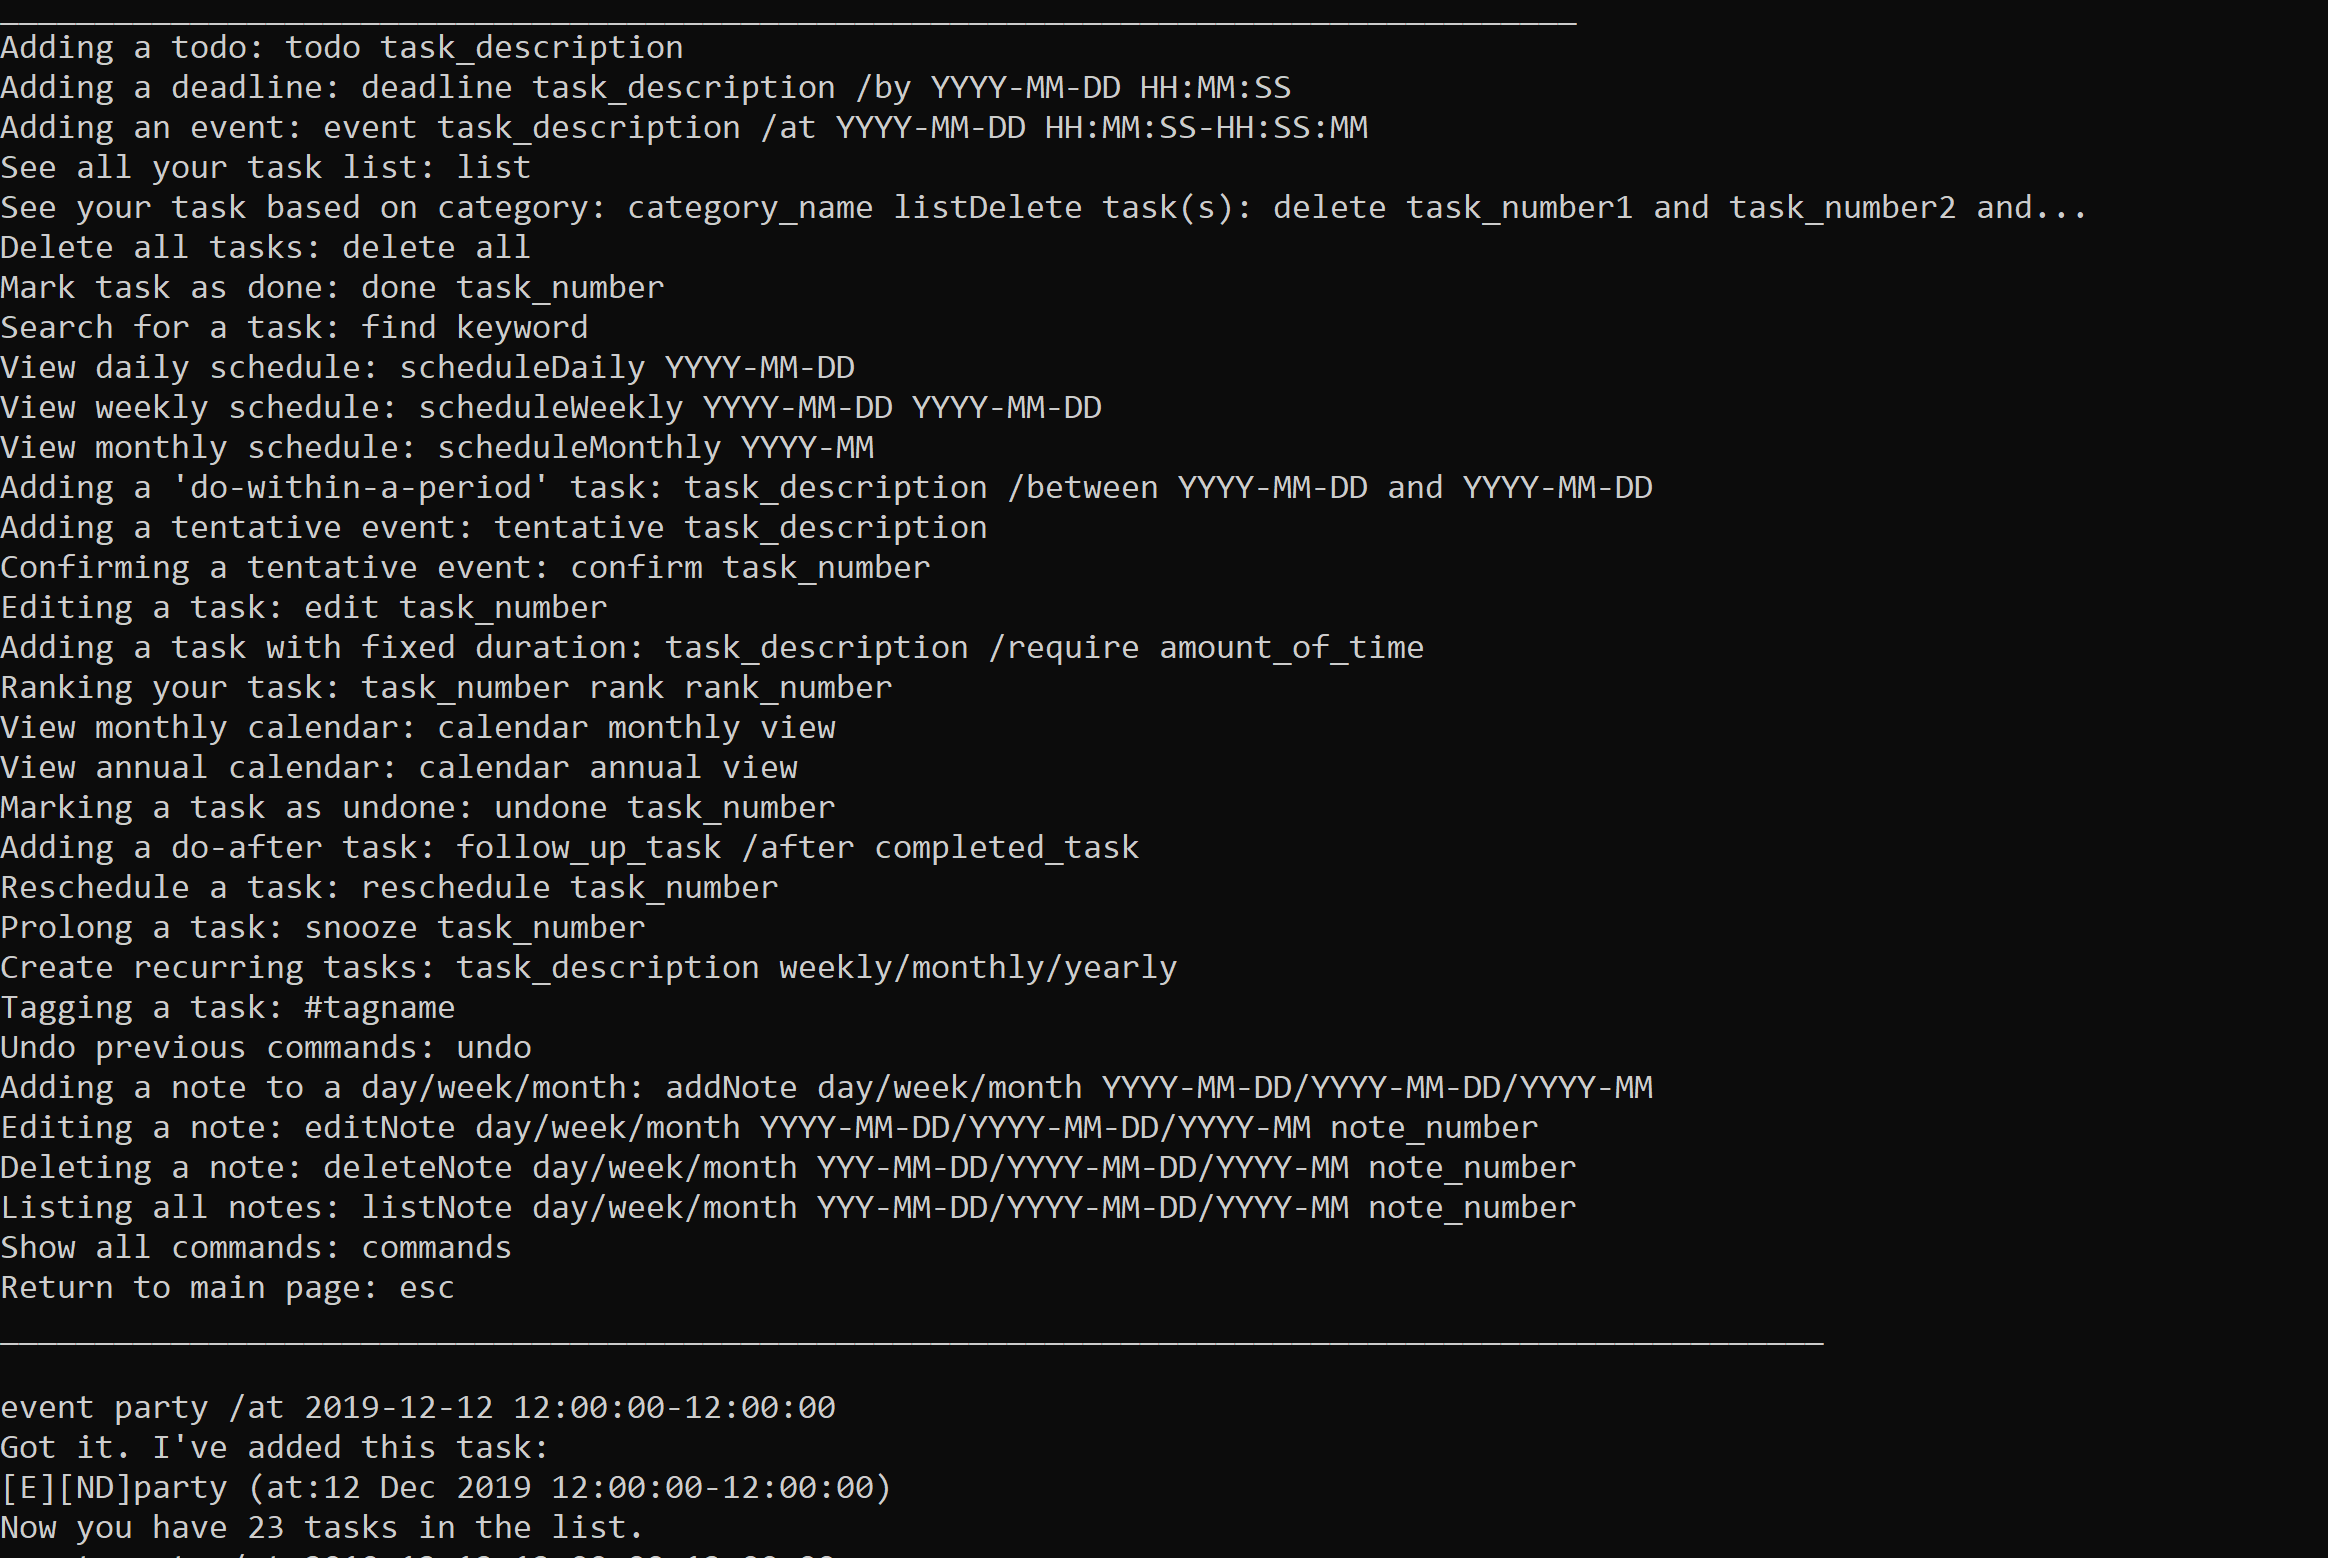 Adding a todo: todo task_description
Adding a deadline: deadline task_description /by YYYY-MM-DD HH:MM:SS
Adding an event: event task_description /at YYYY-MM-DD HH:MM:SS-HH:SS:MM
See all your task list: list
See your task based on category: category_name listDelete task(s): delete task_number1 and task_number2 and...
Delete all tasks: delete all
Mark task as done: done task_number
Search for a task: find keyword
View daily schedule: scheduleDaily YYYY-MM-DD
View weekly schedule: scheduleWeekly YYYY-MM-DD YYYY-MM-DD
View monthly schedule: scheduleMonthly YYYY-MM
Adding a 'do-within-a-period' task: task_description /between YYYY-MM-DD and YYYY-MM-DD
Adding a tentative event: tentative task_description
Confirming a tentative event: confirm task_number
Editing a task: edit task_number
Adding a task with fixed duration: task_description /require amount_of_time
Ranking your task: task_number rank rank_number
View monthly calendar: calendar monthly view
View annual calendar: calendar annual view
Marking a task as undone: undone task_number
Adding a do-after task: follow_up_task /after completed_task
Reschedule a task: reschedule task_number
Prolong a task: snooze task_number
Create recurring tasks: task_description weekly/monthly/yearly
Tagging a task: #tagname
Undo previous commands: undo
Adding a note to a day/week/month: addNote day/week/month YYYY-MM-DD/YYYY-MM-DD/YYYY-MM
Editing a note: editNote day/week/month YYYY-MM-DD/YYYY-MM-DD/YYYY-MM note_number
Deleting a note: deleteNote day/week/month YYY-MM-DD/YYYY-MM-DD/YYYY-MM note_number
Listing all notes: listNote day/week/month YYY-MM-DD/YYYY-MM-DD/YYYY-MM note_number
Show all commands: commands
Return to main page: esc
event party /at 2019-12-12 12:00:00-12:00:00
Got it. I've added this task:
[E][ND]party (at:12 Dec 2019 12:00:00-12:00:00)
Now you have 23 tasks in the list.